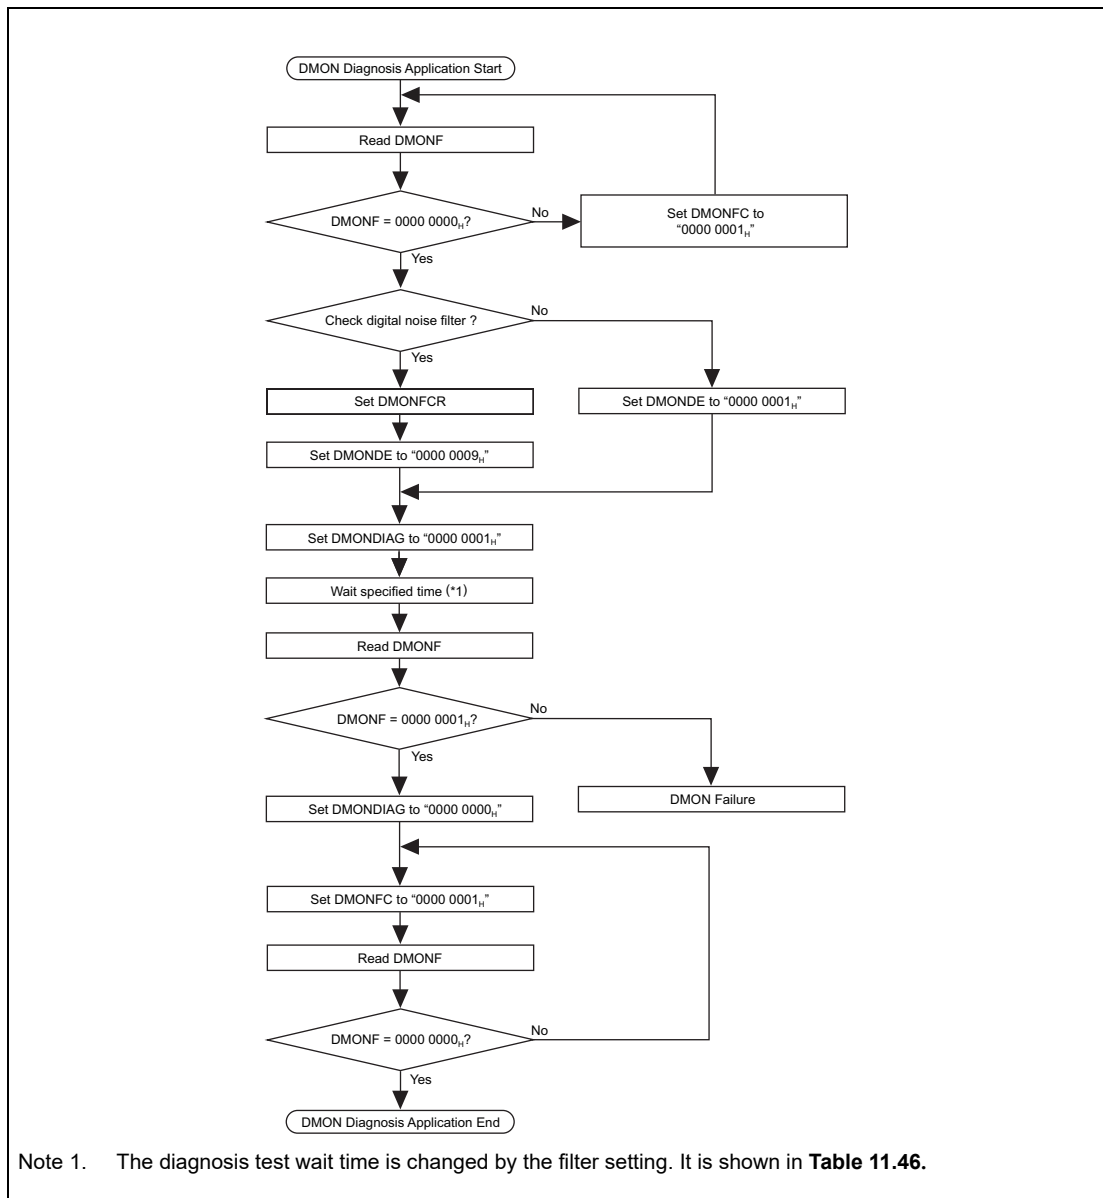 DMON Diagnosis Application Start
Read DMONF
DMONF = 0000 0000H?
No
Set DMONFC to
“0000 0001H”
Yes
Check digital noise filter ?
No
Yes
Set DMONFCR
Set DMONDE to “0000 0001H”
Set DMONDE to “0000 0009H”
Set DMONDIAG to “0000 0001H”
Wait specified time (*1)
Read DMONF
DMONF = 0000 0001H?
No
Yes
DMON Failure
Set DMONDIAG to “0000 0000H”
Set DMONFC to “0000 0001H”
Read DMONF
DMONF = 0000 0000H?
No
Yes
DMON Diagnosis Application End
Note 1. The diagnosis test wait time is changed by the filter setting. It is shown in Table 11.46.